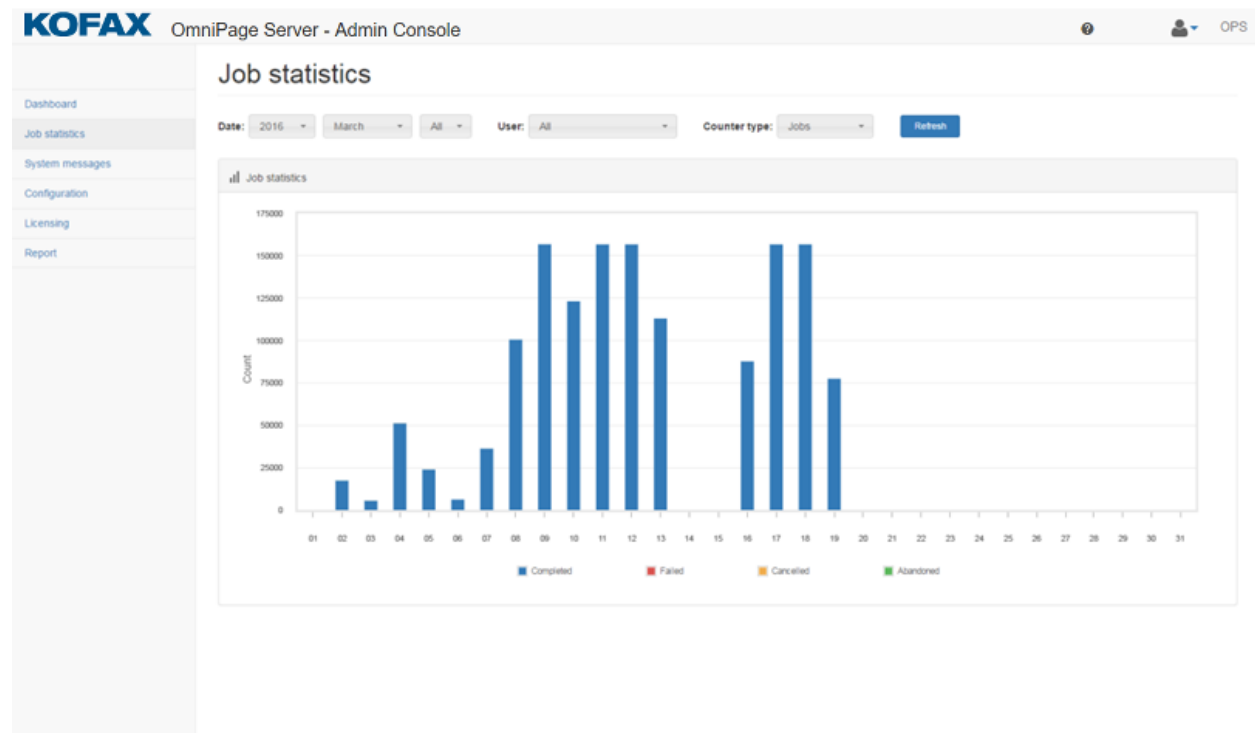 KOFAX OmniPage Server - Admin Console OPS
Job statistics
Dashboard
Job statistics
System messages
Configuration
Licensing
Report
Date: 2016 March All User: All Counter type: Jobs Refresh
Job statistics
175000
150000
125000
100000
75000
50000
25000
0
Count
01 02 03 04 05 06 07 08 09 10 11 12 13 14 15 16 17 18 19 20 21 22 23 24 25 26 27 28 29 30 31
Completed Failed Cancelled Abandoned